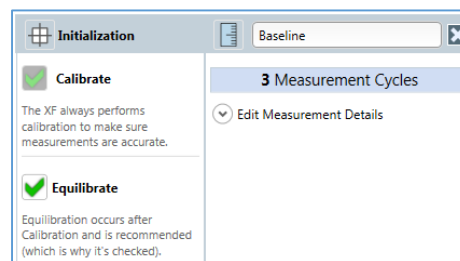 Initialization
Calibrate
The XF always performs
calibration to make sure
measurements are accurate.
Equilibrate
Equilibration occurs after
Calibration and is recommended
(which is why it's checked).
Baseline
3 Measurement Cycles
Edit Measurement Details